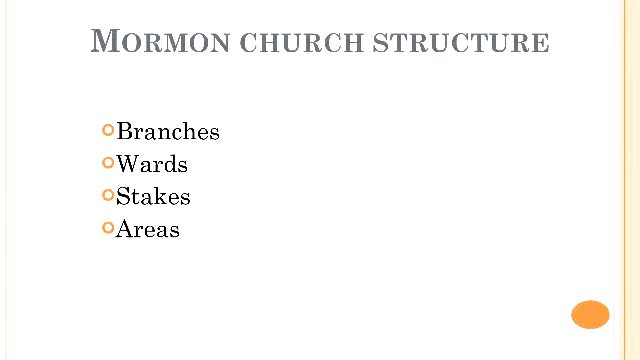 MORMON CHURCH STRUCTURE
Branches
Wards
Stakes
Areas